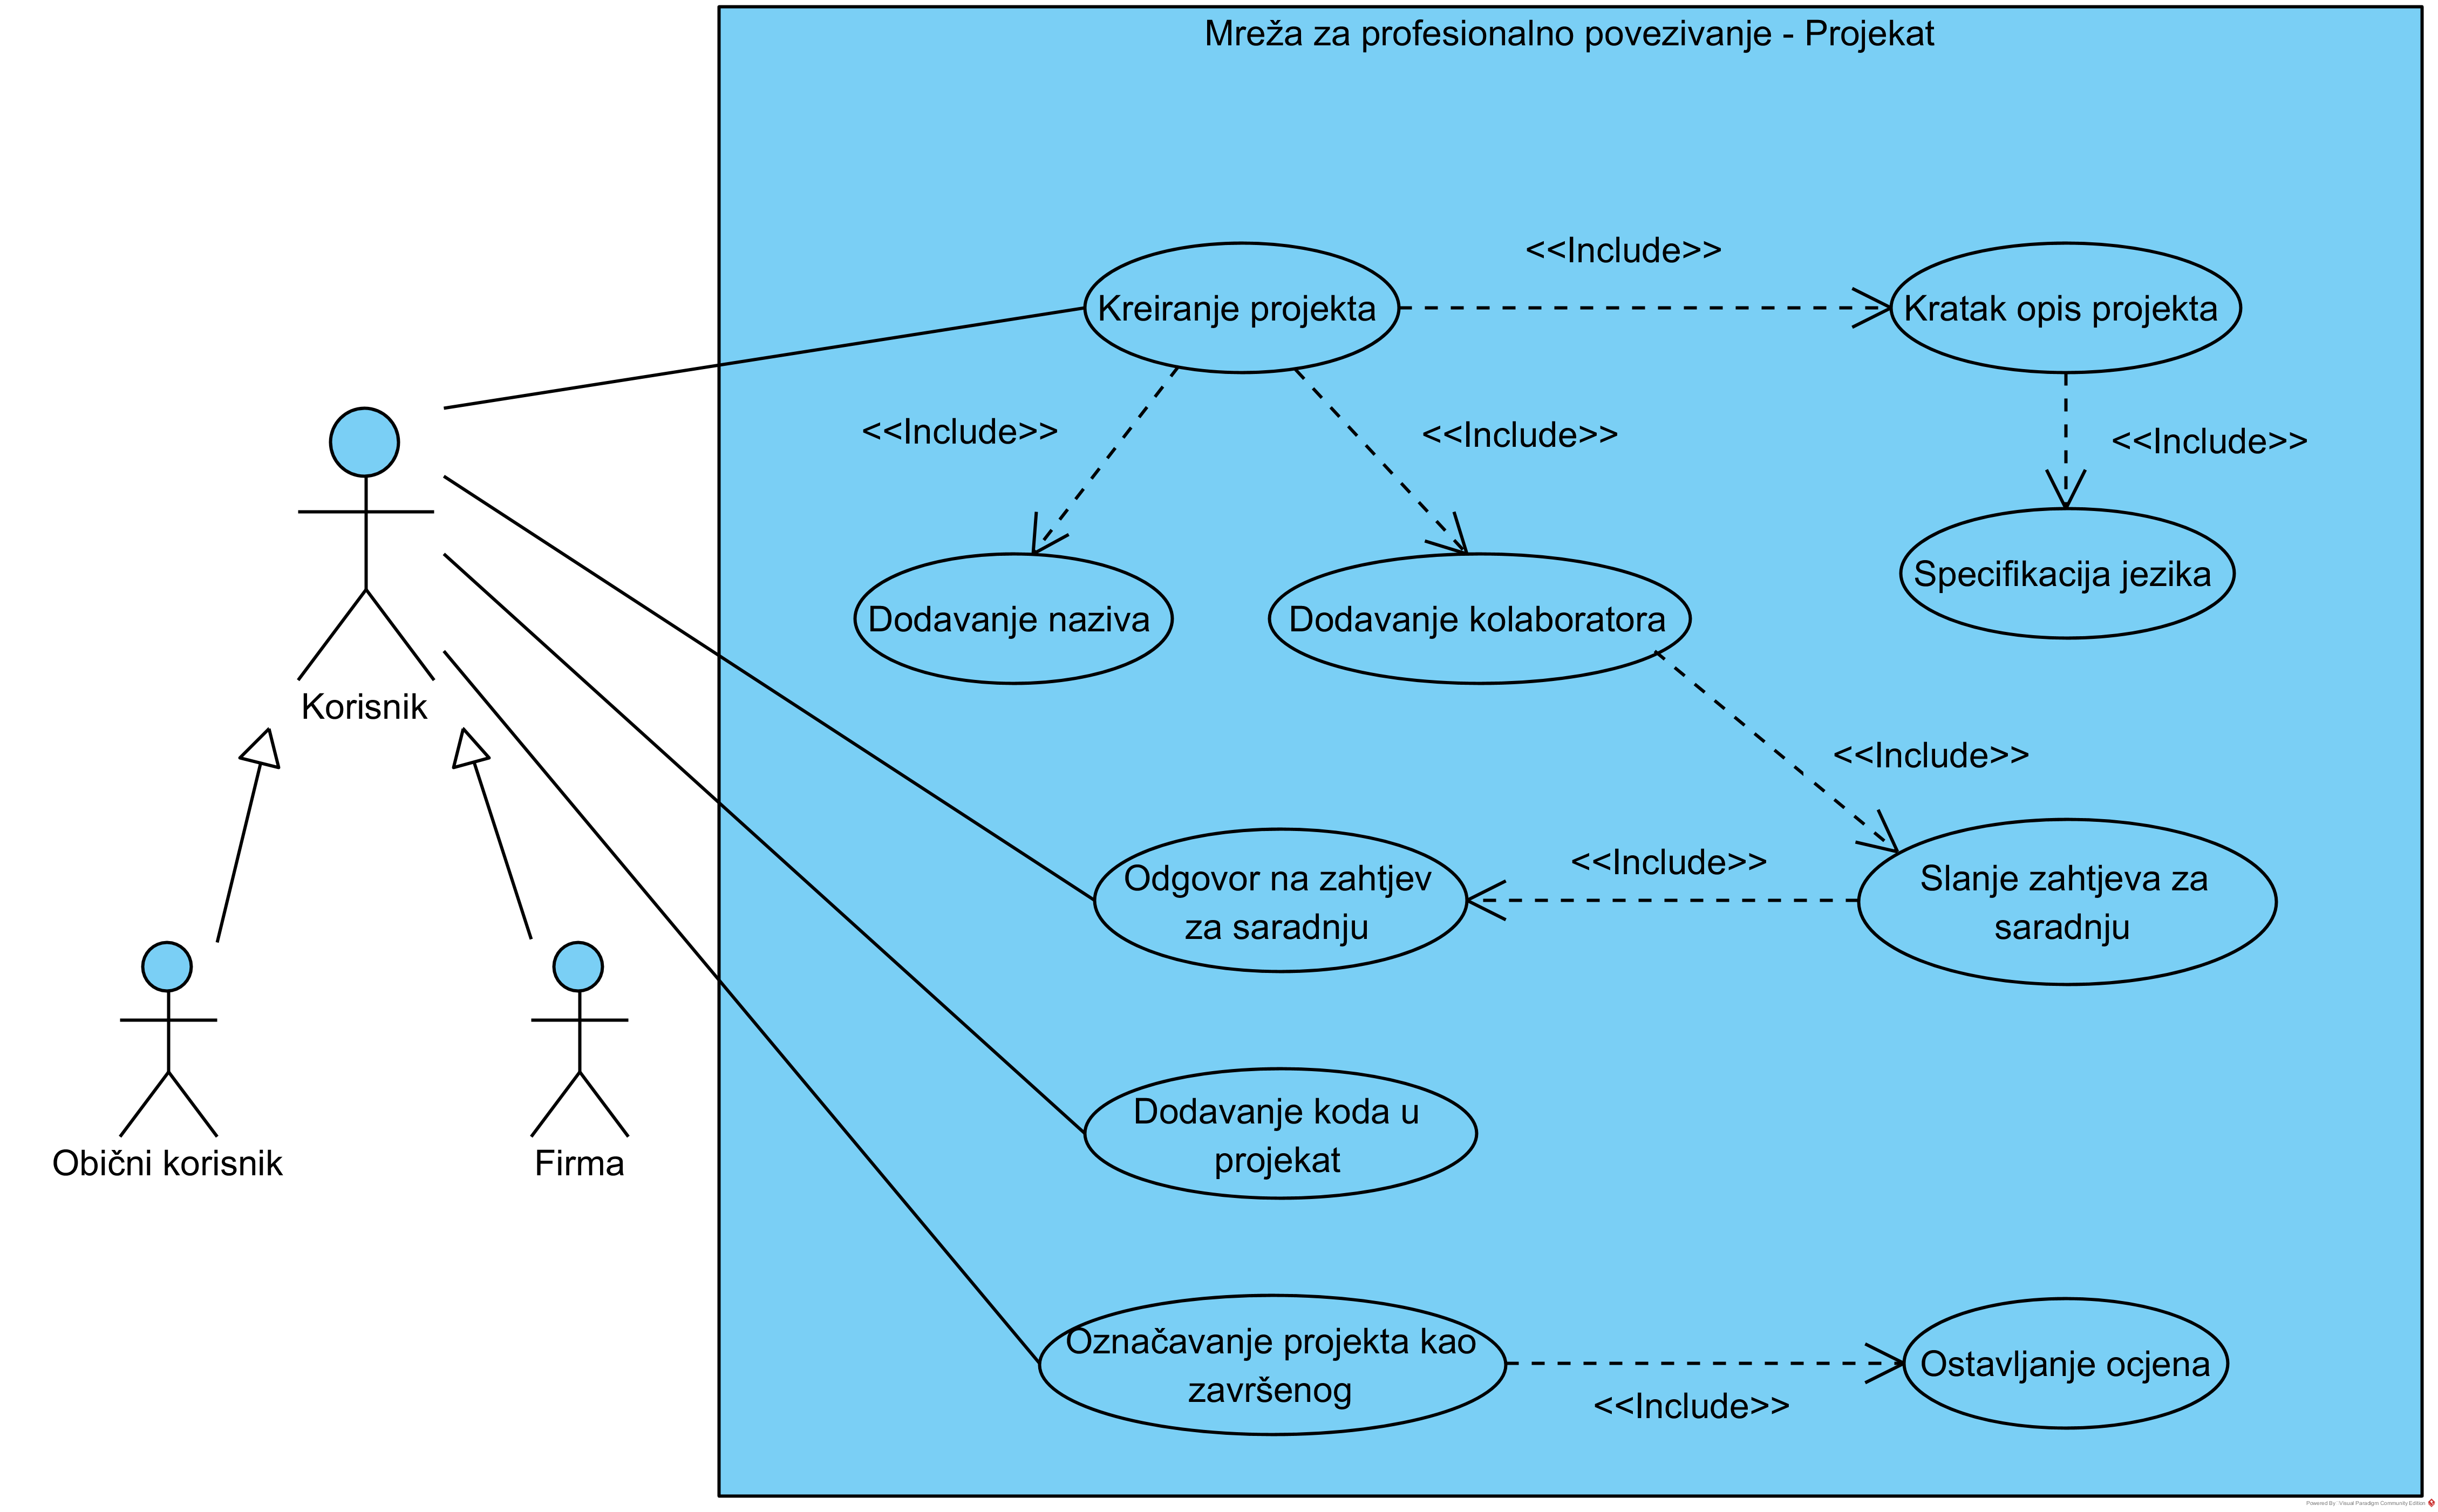 Mreža za profesionalno povezivanje - Projekat
<<Include>>
Kreiranje projekta
Kratak opis projekta
<<Include>>
<<Include>>
<<Include>>
Specifikacija jezika
Dodavanje naziva
Dodavanje kolaboratora
Korisnik
<<Include>>
<<Include>>
Odgovor na zahtjev
za saradnju
Slanje zahtjeva za
saradnju
Dodavanje koda u
projekat
Obični korisnik
Firma
Označavanje projekta kao
završenog
Ostavljanje ocjena
<<Include>>
Powered By: Visual Paradigm Community Edition